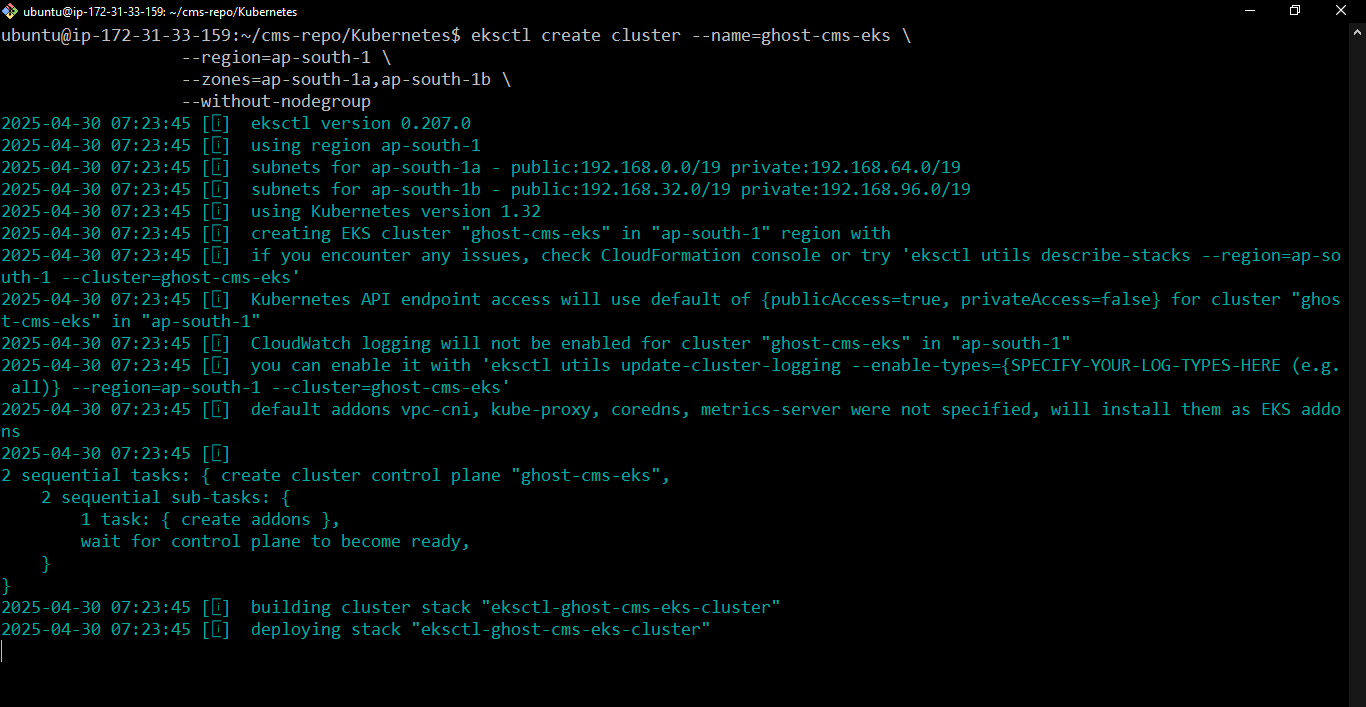 ubuntu@ip-172-31-33-159: ~/cms-repo/Kubernetes
ubuntu@ip-172-31-33-159:~/cms-repo/Kubernetes$ eksctl create cluster --name=ghost-cms-eks \
                  --region=ap-south-1 \
                  --zones=ap-south-1a,ap-south-1b \
                  --without-nodegroup
2025-04-30 07:23:45 [ℹ]  eksctl version 0.207.0
2025-04-30 07:23:45 [ℹ]  using region ap-south-1
2025-04-30 07:23:45 [ℹ]  subnets for ap-south-1a - public:192.168.0.0/19 private:192.168.64.0/19
2025-04-30 07:23:45 [ℹ]  subnets for ap-south-1b - public:192.168.32.0/19 private:192.168.96.0/19
2025-04-30 07:23:45 [ℹ]  using Kubernetes version 1.32
2025-04-30 07:23:45 [ℹ]  creating EKS cluster "ghost-cms-eks" in "ap-south-1" region with
2025-04-30 07:23:45 [ℹ]  if you encounter any issues, check CloudFormation console or try 'eksctl utils describe-stacks --region=ap-so
uth-1 --cluster=ghost-cms-eks'
2025-04-30 07:23:45 [ℹ]  Kubernetes API endpoint access will use default of {publicAccess=true, privateAccess=false} for cluster "ghos
t-cms-eks" in "ap-south-1"
2025-04-30 07:23:45 [ℹ]  CloudWatch logging will not be enabled for cluster "ghost-cms-eks" in "ap-south-1"
2025-04-30 07:23:45 [ℹ]  you can enable it with 'eksctl utils update-cluster-logging --enable-types={SPECIFY-YOUR-LOG-TYPES-HERE (e.g.
 all)} --region=ap-south-1 --cluster=ghost-cms-eks'
2025-04-30 07:23:45 [ℹ]  default addons vpc-cni, kube-proxy, coredns, metrics-server were not specified, will install them as EKS addo
ns
2025-04-30 07:23:45 [ℹ]
2 sequential tasks: { create cluster control plane "ghost-cms-eks",
    2 sequential sub-tasks: {
        1 task: { create addons },
        wait for control plane to become ready,
    }
}
2025-04-30 07:23:45 [ℹ]  building cluster stack "eksctl-ghost-cms-eks-cluster"
2025-04-30 07:23:45 [ℹ]  deploying stack "eksctl-ghost-cms-eks-cluster"